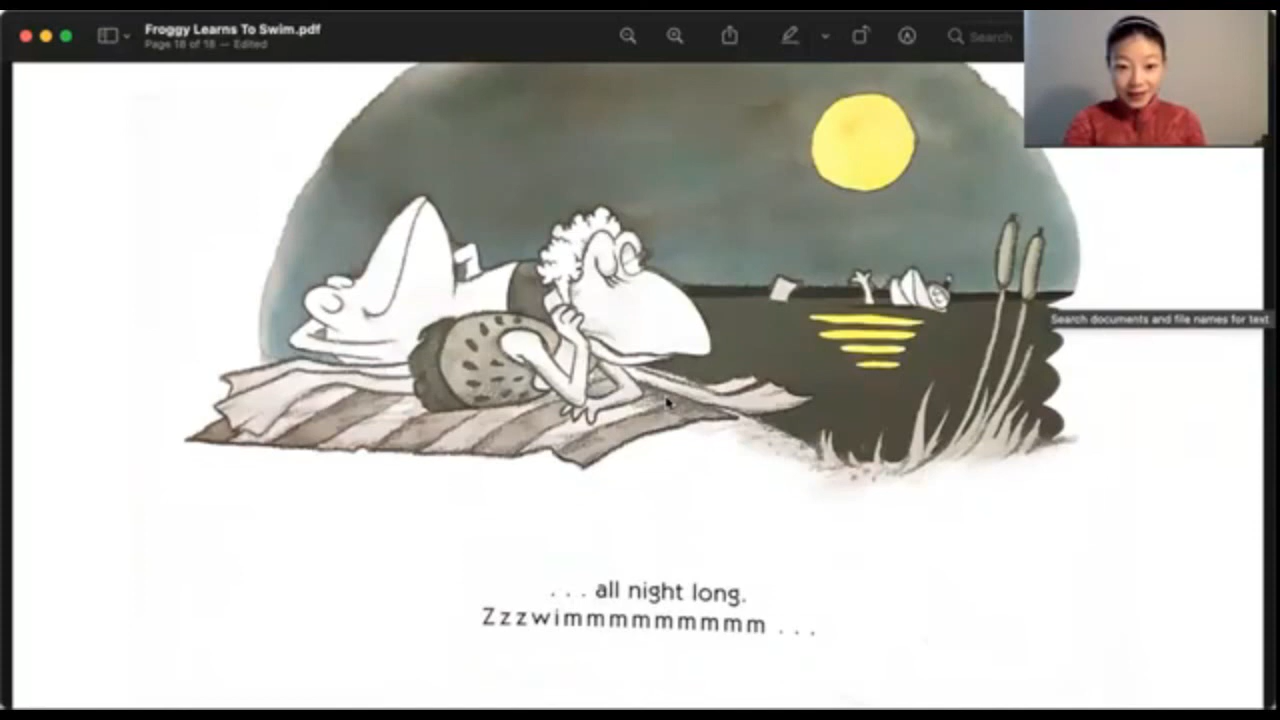 Froggy Learns To Swim.pdf
Page 18 of 18 — Edited
Search
Search documents and file names for text
. . . all night long.
Zzzwimmmmmmmmm . . .